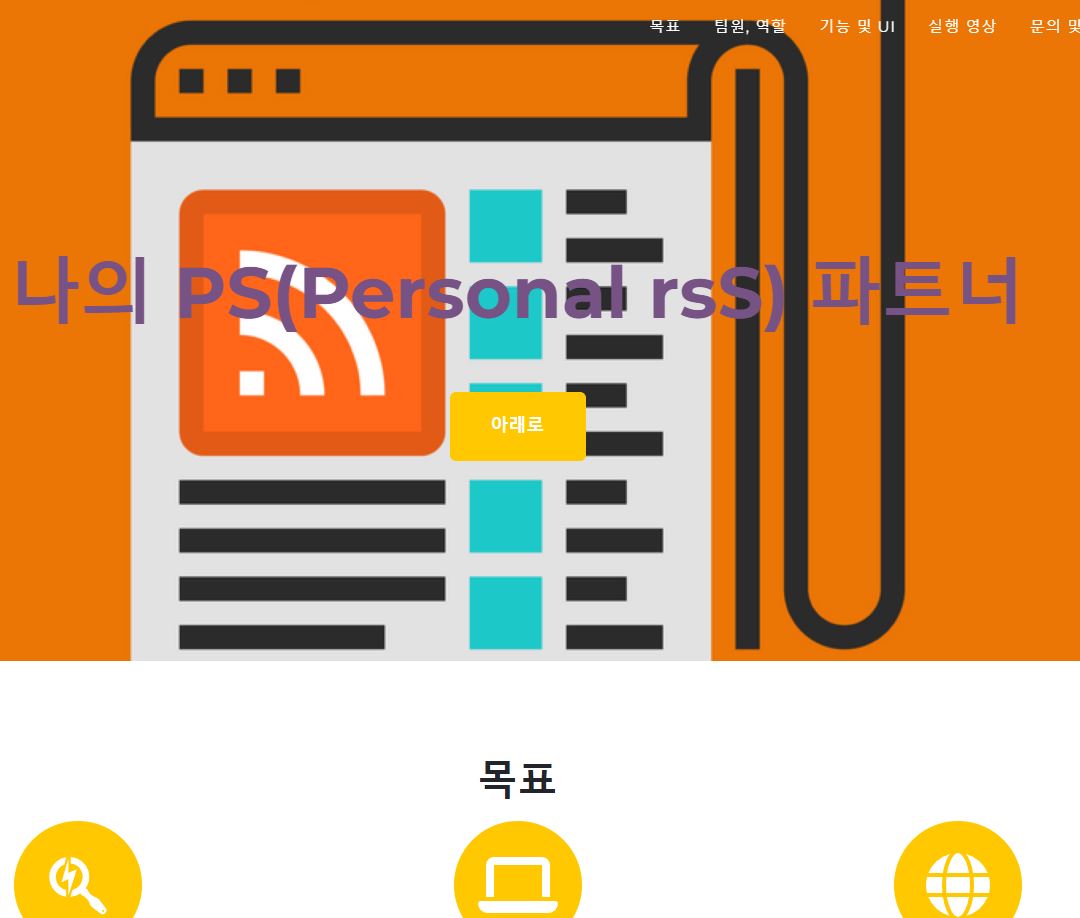 목표 팀원, 역할 기능 및 UI 실행 영상 문의 및
나의 PS(Personal rsS) 파트너
아래로
목표